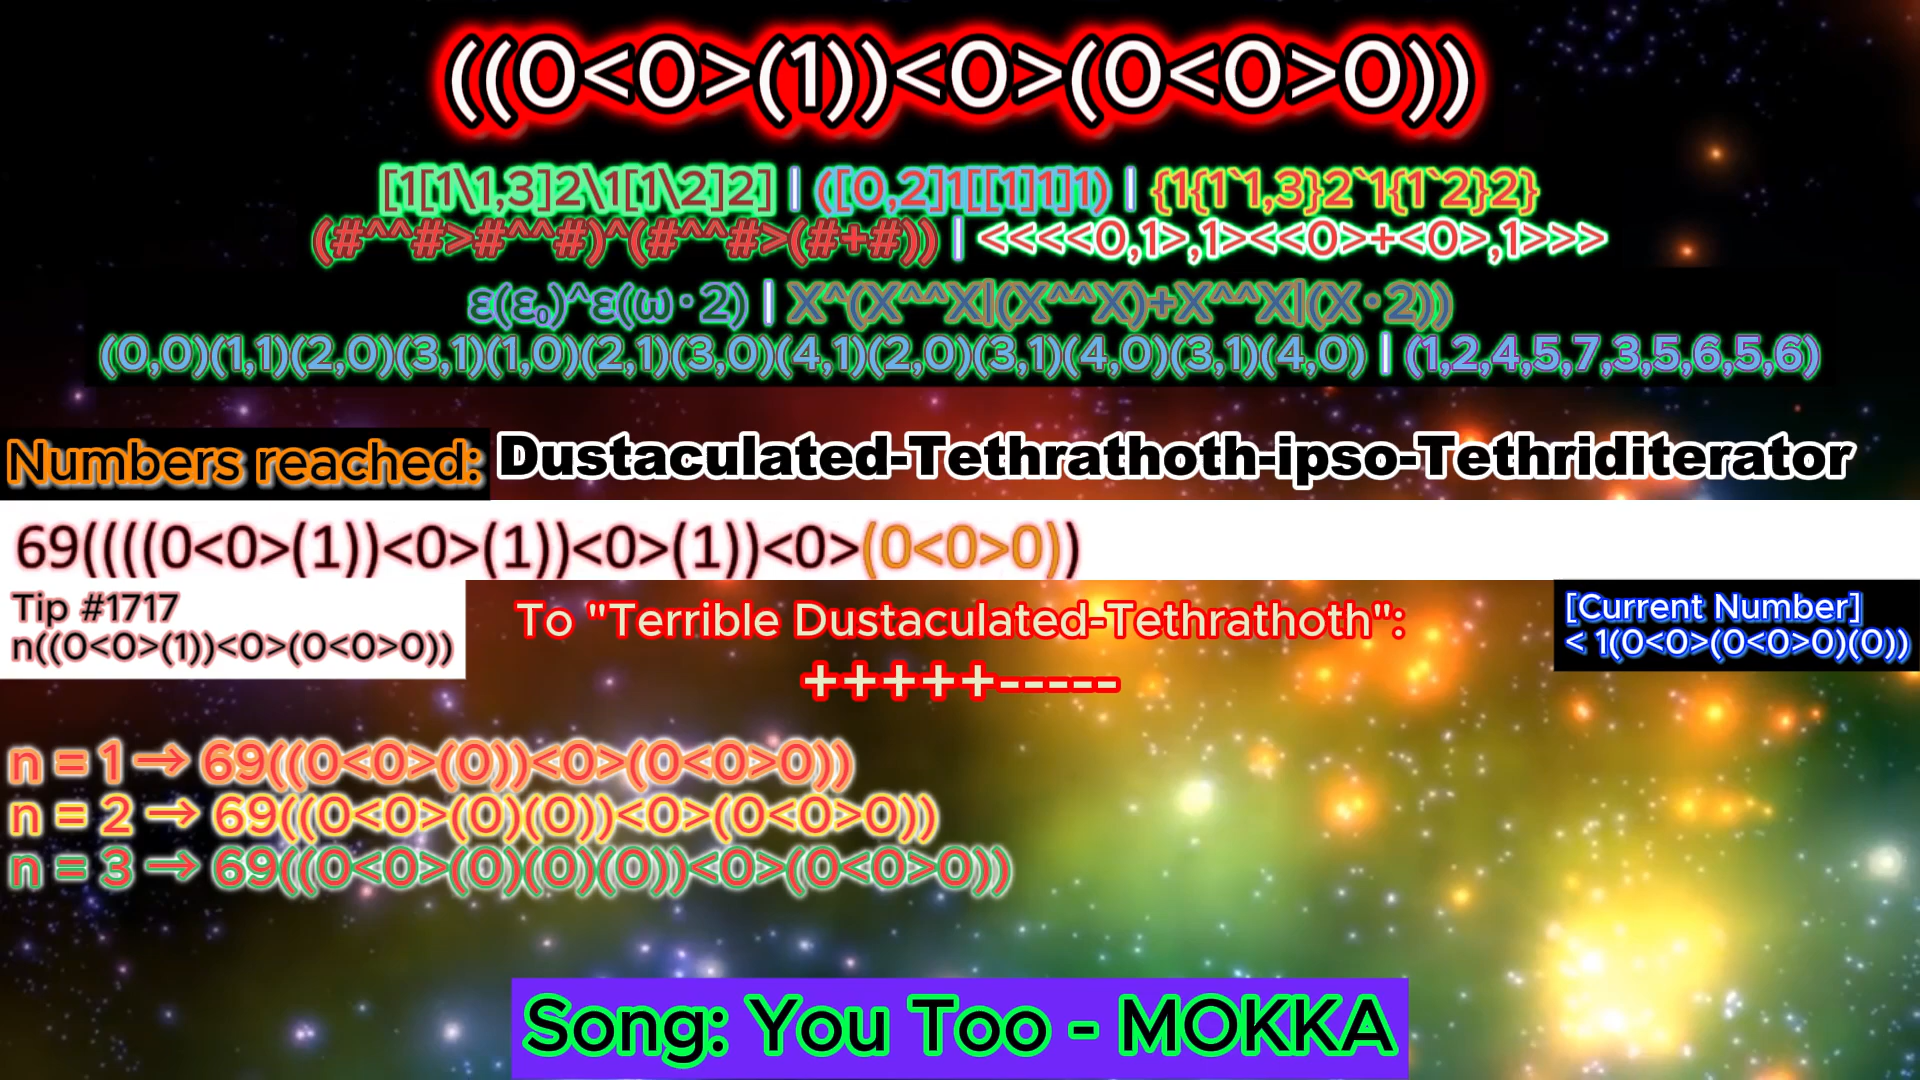 ((0<0>(1))<0>(0<0>0))
[1[1\1,3]2\1[1\2]2] | ([0,2]1[[1]1]1) | {1{1`1,3}2`1{1`2}2}
(#^^#>#^^#)^(#^^#>(#+#)) | <<<<0,1>,1><<0>+<0>,1>>>
ε(ε₀)^ε(ω·2) | X^(X^^X|(X^^X)+X^^X|(X·2))
(0,0)(1,1)(2,0)(3,1)(1,0)(2,1)(3,0)(4,1)(2,0)(3,1)(4,0)(3,1)(4,0) | (1,2,4,5,7,3,5,6,5,6)
Numbers reached: Dustaculated-Tethrathoth-ipso-Tethriditerator
69((((0<0>(1))<0>(1))<0>(1))<0>(0<0>0))
Tip #1717
n((0<0>(1))<0>(0<0>0))
To "Terrible Dustaculated-Tethrathoth":
+++++-----
[Current Number]
< 1(0<0>(0<0>0)(0))
n = 1 → 69((0<0>(0))<0>(0<0>0))
n = 2 → 69((0<0>(0)(0))<0>(0<0>0))
n = 3 → 69((0<0>(0)(0)(0))<0>(0<0>0))
Song: You Too - MOKKA